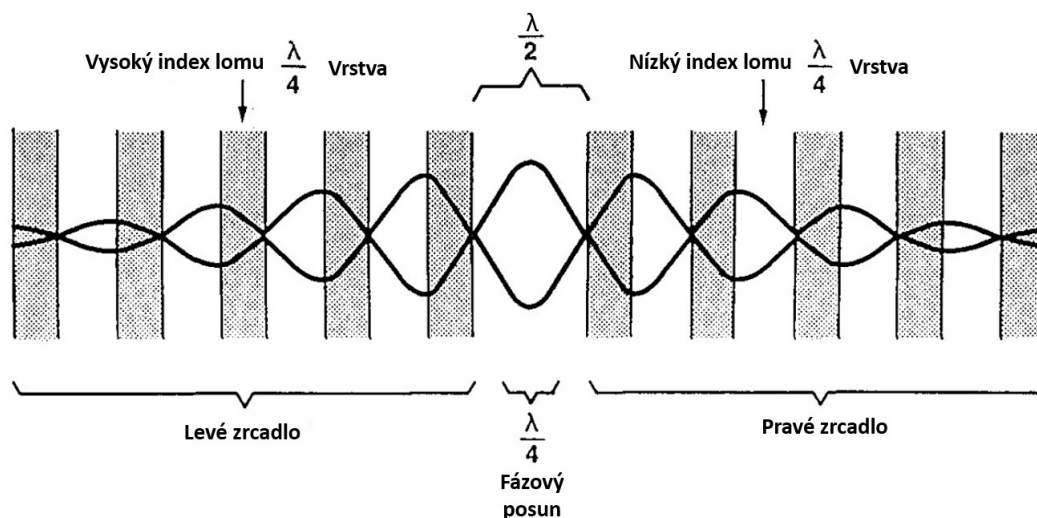 λ/2
Vysoký index lomu λ/4 Vrstva
Nízký index lomu λ/4 Vrstva
Levé zrcadlo
λ/4
Fázový
posun
Pravé zrcadlo